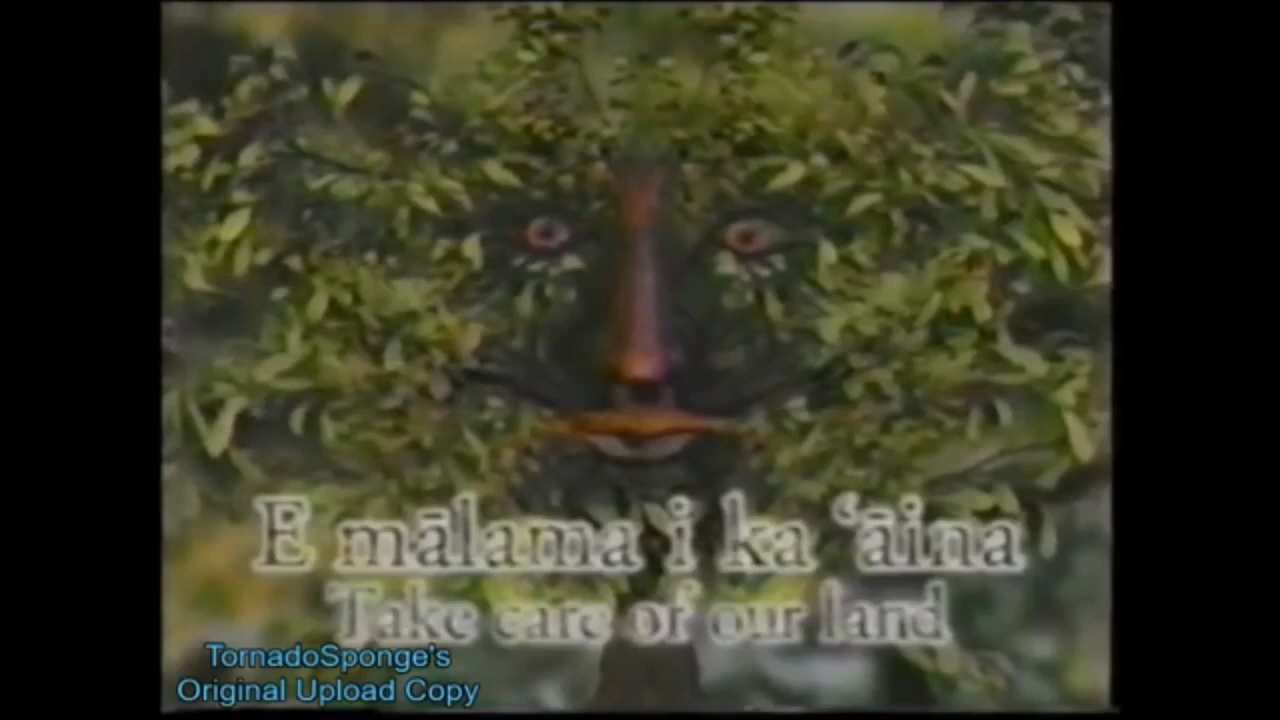 E mālama i ka ʻāina
Take care of our land
TornadoSponge's
Original Upload Copy